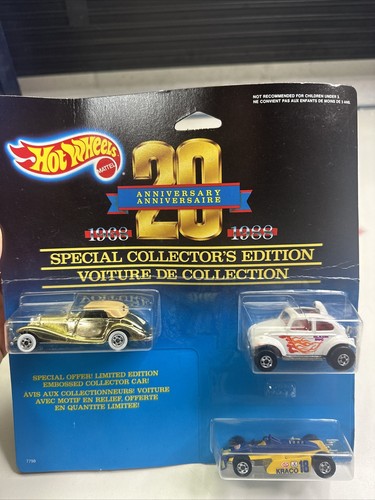 NOT RECOMMENDED FOR CHILDREN UNDER 3.
NE CONVIENT PAS AUX ENFANTS DE MOINS DE 3 ANS.
HOT WHEELS
MATTEL
20
ANNIVERSARY
ANNIVERSAIRE
1968 1988
SPECIAL COLLECTOR'S EDITION
VOITURE DE COLLECTION
SPECIAL OFFER! LIMITED EDITION
EMBOSSED COLLECTOR CAR!
AVIS AUX COLLECTIONNEURS! VOITURE
AVEC MOTIF EN RELIEF, OFFERTE
EN QUANTITE LIMITEE!
KRACO 18